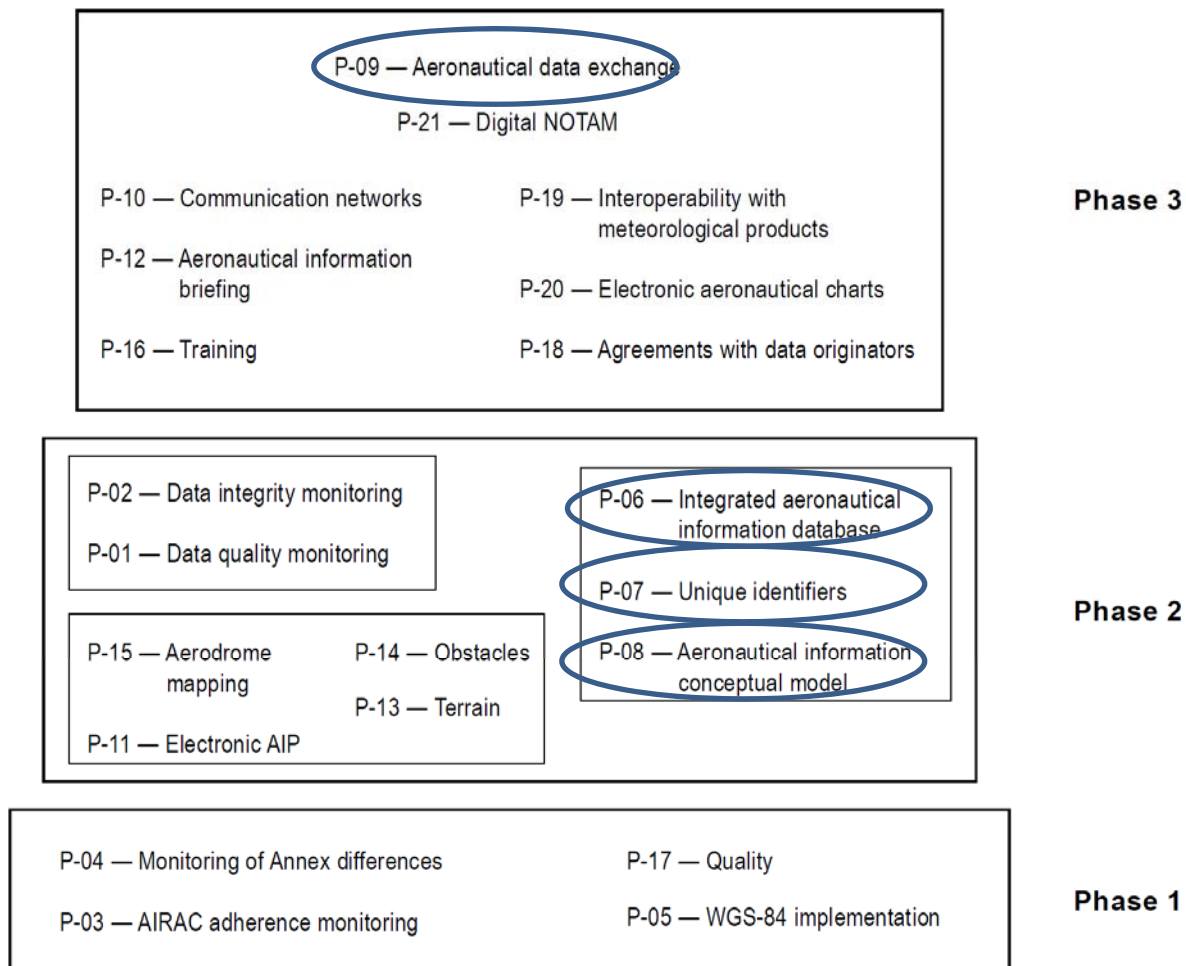 P-09 — Aeronautical data exchange
P-21 — Digital NOTAM
P-10 — Communication networks
P-12 — Aeronautical information
briefing
P-16 — Training
P-19 — Interoperability with
meteorological products
P-20 — Electronic aeronautical charts
P-18 — Agreements with data originators
Phase 3
P-02 — Data integrity monitoring
P-01 — Data quality monitoring
P-15 — Aerodrome
mapping
P-11 — Electronic AIP
P-14 — Obstacles
P-13 — Terrain
P-06 — Integrated aeronautical
information database
P-07 — Unique identifiers
P-08 — Aeronautical information
conceptual model
Phase 2
P-04 — Monitoring of Annex differences
P-03 — AIRAC adherence monitoring
P-17 — Quality
P-05 — WGS-84 implementation
Phase 1